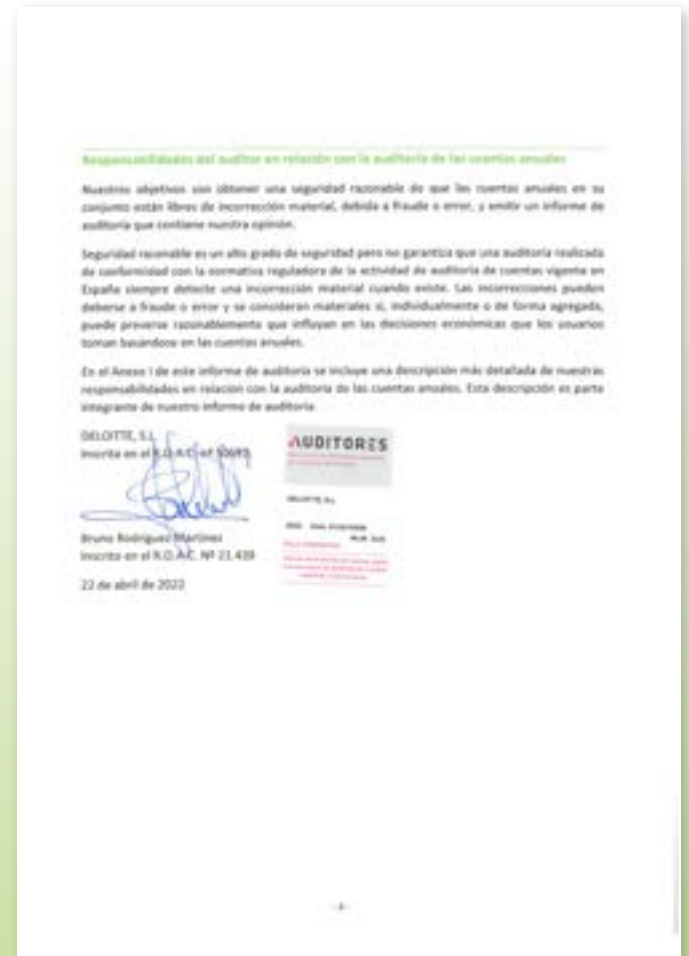 Responsabilidades del auditor en relación con la auditoría de las cuentas anuales
Nuestros objetivos son obtener una seguridad razonable de que las cuentas anuales en su
conjunto están libres de incorrección material, debida a fraude o error, y emitir un informe de
auditoría que contiene nuestra opinión.
Seguridad razonable es un alto grado de seguridad pero no garantiza que una auditoría realizada
de conformidad con la normativa reguladora de la actividad de auditoría de cuentas vigente en
España siempre detecte una incorrección material cuando existe. Las incorrecciones pueden
deberse a fraude o error y se consideran materiales si, individualmente o de forma agregada,
puede preverse razonablemente que influyan en las decisiones económicas que los usuarios
toman basándose en las cuentas anuales.
En el Anexo I de este informe de auditoría se incluye una descripción más detallada de nuestras
responsabilidades en relación con la auditoría de las cuentas anuales. Esta descripción es parte
integrante de nuestro informe de auditoría
DELOITTE, S.L.
Inscrita en el R.O.A.C. nº S0692
AUDITORES
DELOITTE, S.L.
Bruno Rodríguez Martínez
Inscrito en el R.O.A.C. Nº 21.439
22 de abril de 2022